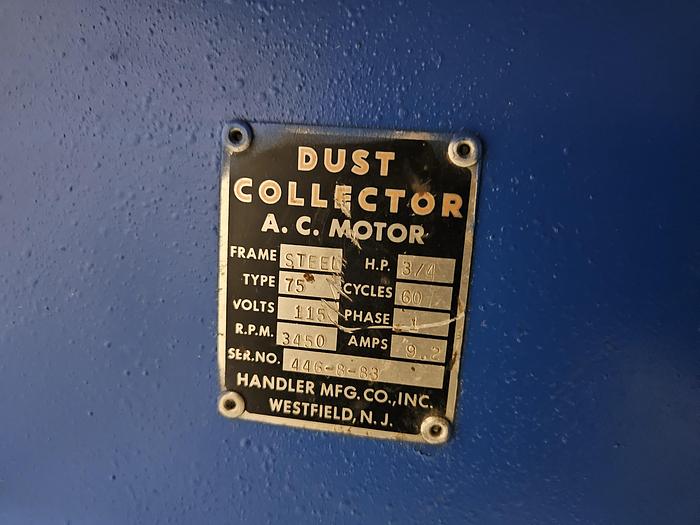 DUST
COLLECTOR
A. C. MOTOR
FRAME STEEL H.P. 3/4
TYPE 75 CYCLES 60
VOLTS 115 PHASE 1
R.P.M. 3450 AMPS 9.2
SER.NO. 446-8-83
HANDLER MFG. CO., INC.
WESTFIELD, N. J.